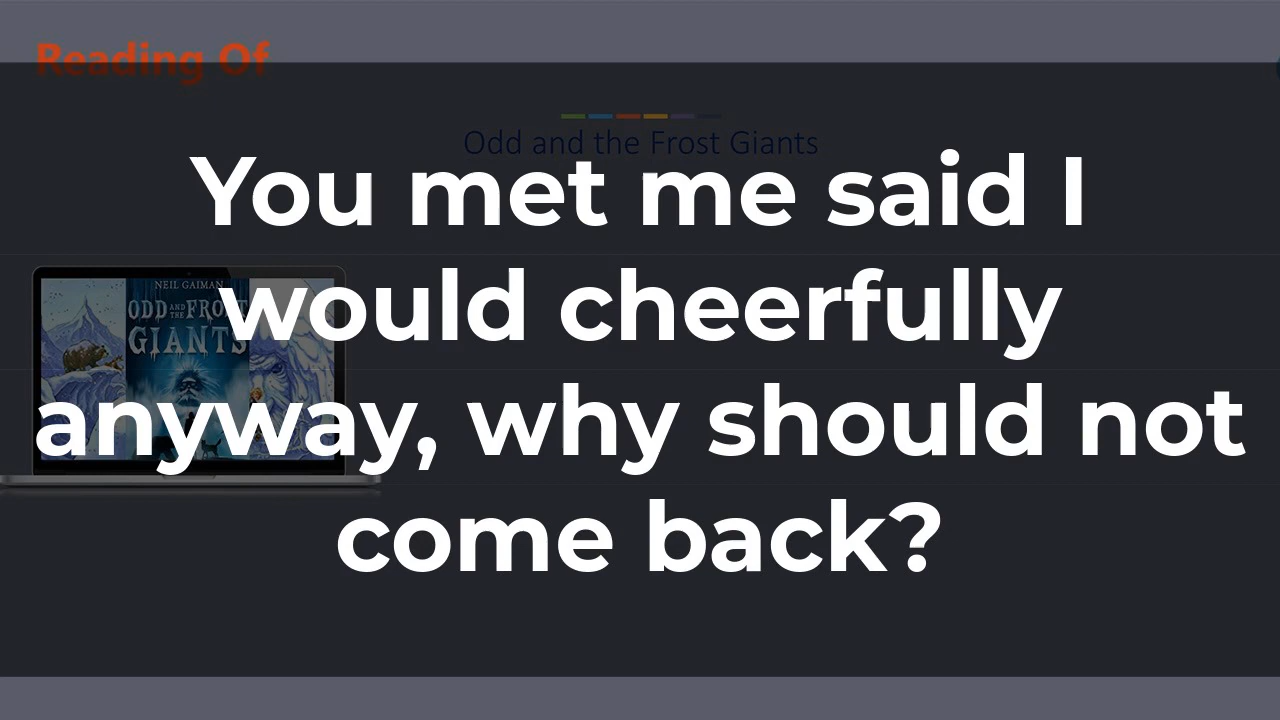 Reading Of
Odd and the Frost Giants
You met me said I
would cheerfully
anyway, why should not
come back?
NEIL GAIMAN
ODD AND THE FROST
GIANTS